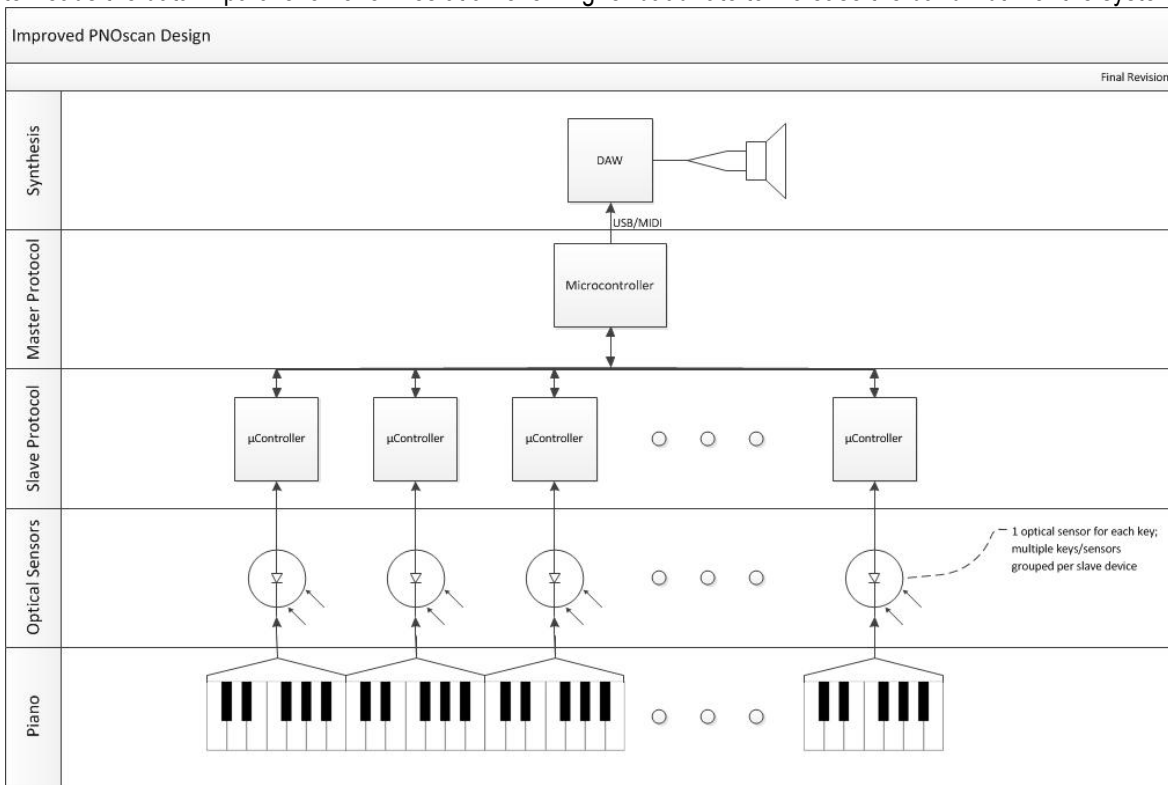 Improved PNOscan Design
Final Revision
Synthesis
DAW
USB/MIDI
Master Protocol
Microcontroller
Slave Protocol
µController
µController
µController
µController
Optical Sensors
1 optical sensor for each key;
multiple keys/sensors
grouped per slave device
Piano